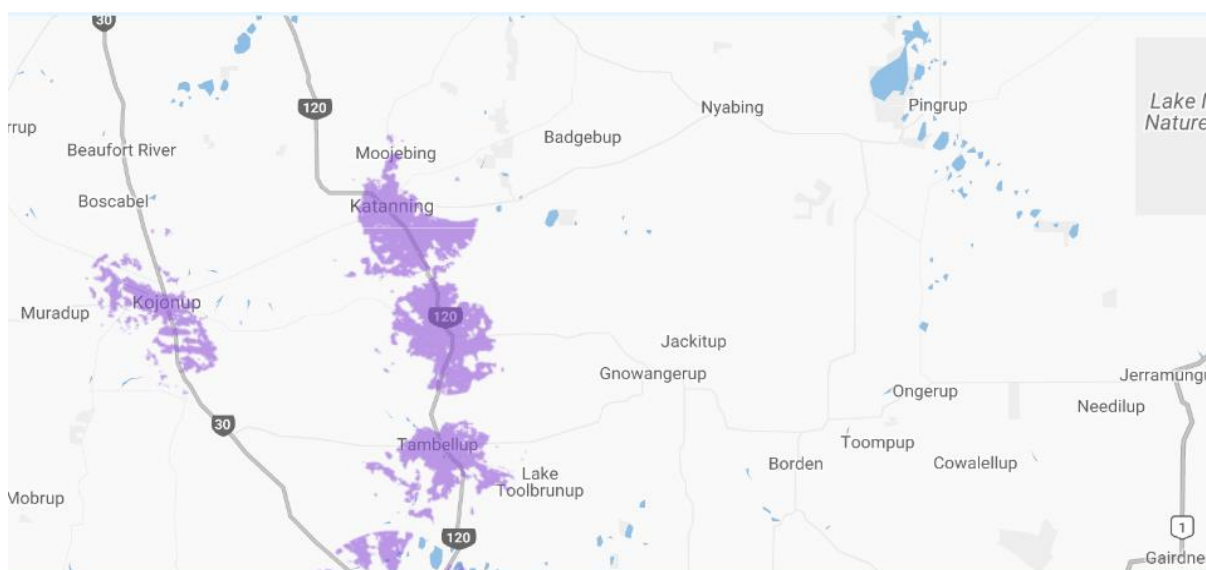 30
120
Nyabing
Pingrup
Lake
Nature
rrup
Badgebup
Beaufort River
Moojebing
Boscabel
Katanning
Kojonup
Muradup
120
Jackitup
Gnowangerup
Jerramungu
Ongerup
Needilup
30
Tambellup
Toompup
Borden
Cowalellup
Lake
Toolbrunup
Mobrup
120
1
Gairdne